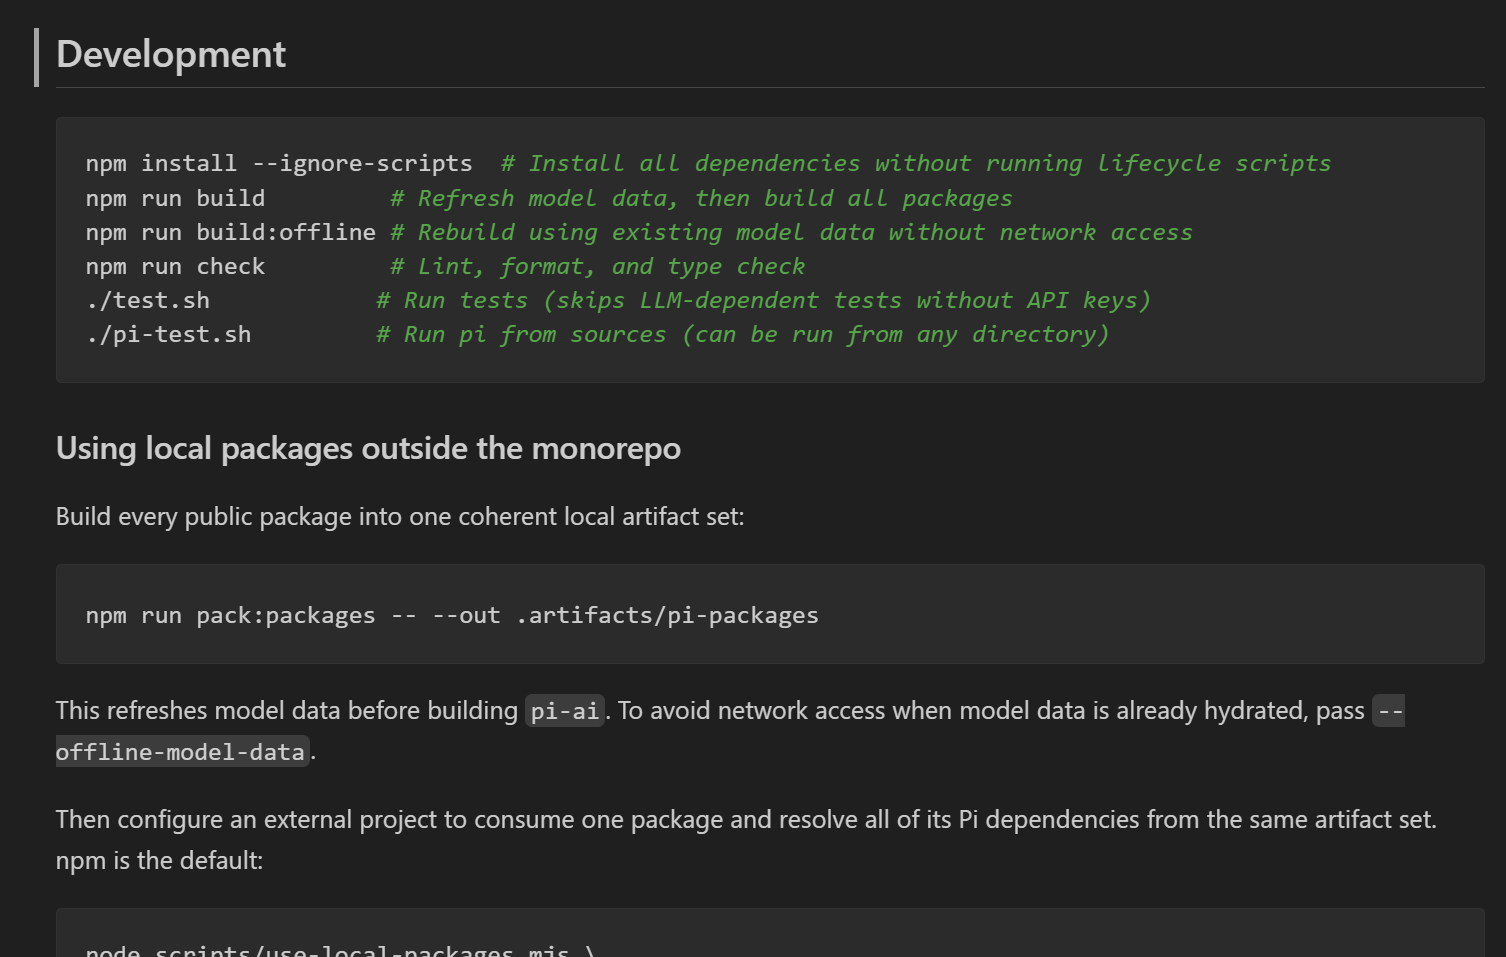 Development
npm install --ignore-scripts  # Install all dependencies without running lifecycle scripts
npm run build         # Refresh model data, then build all packages
npm run build:offline # Rebuild using existing model data without network access
npm run check         # Lint, format, and type check
./test.sh            # Run tests (skips LLM-dependent tests without API keys)
./pi-test.sh         # Run pi from sources (can be run from any directory)
Using local packages outside the monorepo
Build every public package into one coherent local artifact set:
npm run pack:packages -- --out .artifacts/pi-packages
This refreshes model data before building pi-ai. To avoid network access when model data is already hydrated, pass --
offline-model-data.
Then configure an external project to consume one package and resolve all of its Pi dependencies from the same artifact set.
npm is the default:
node scripts/use-local-packages.mjs \